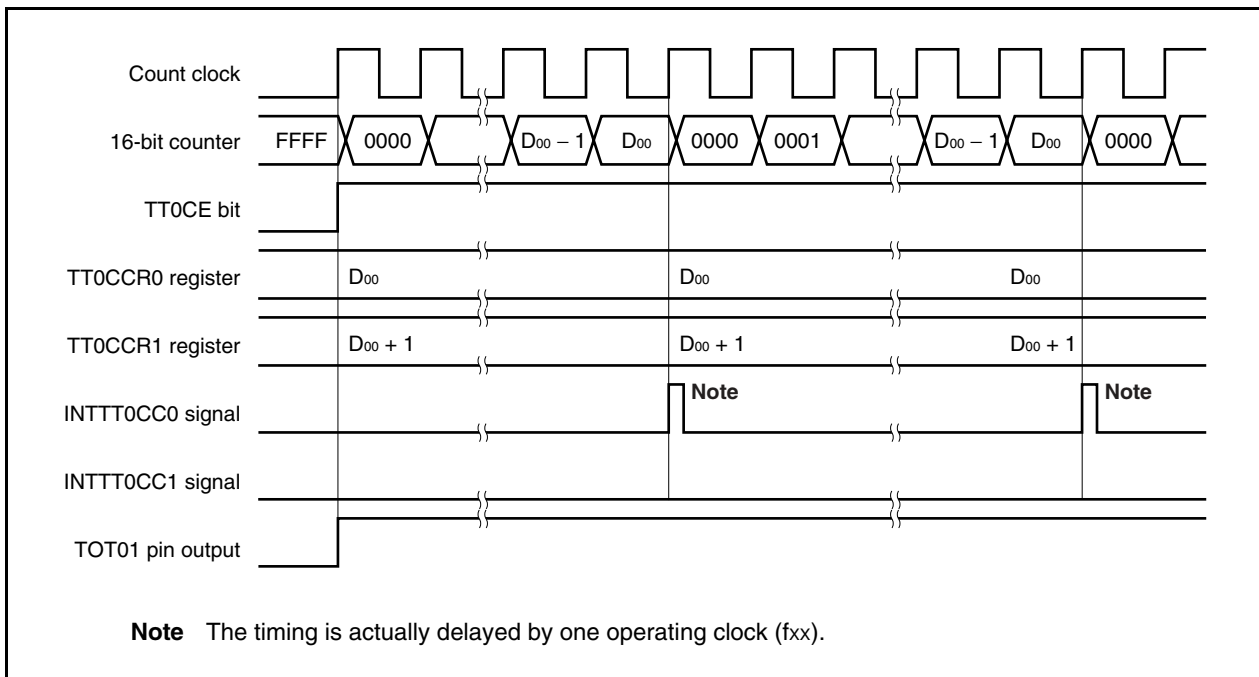 Count clock
16-bit counter FFFF 0000 D00 − 1 D00 0000 0001 D00 − 1 D00 0000
TT0CE bit
TT0CCR0 register D00 D00 D00
TT0CCR1 register D00 + 1 D00 + 1 D00 + 1
INTTT0CC0 signal Note Note
INTTT0CC1 signal
TOT01 pin output
Note The timing is actually delayed by one operating clock (fxx).